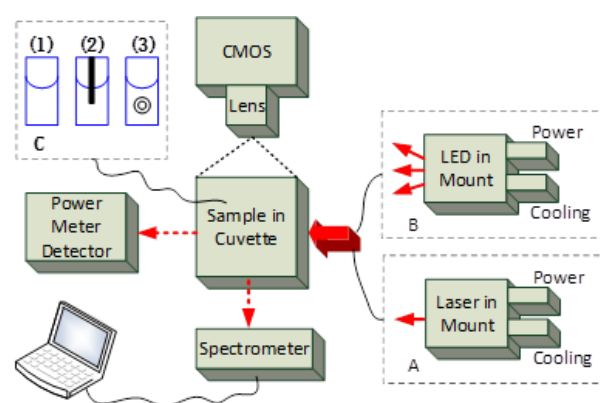 (1) (2) (3)
C
CMOS
Lens
Power
LED in
Mount
Cooling
B
Power
Meter
Detector
Sample in
Cuvette
Power
Laser in
Mount
Cooling
A
Spectrometer